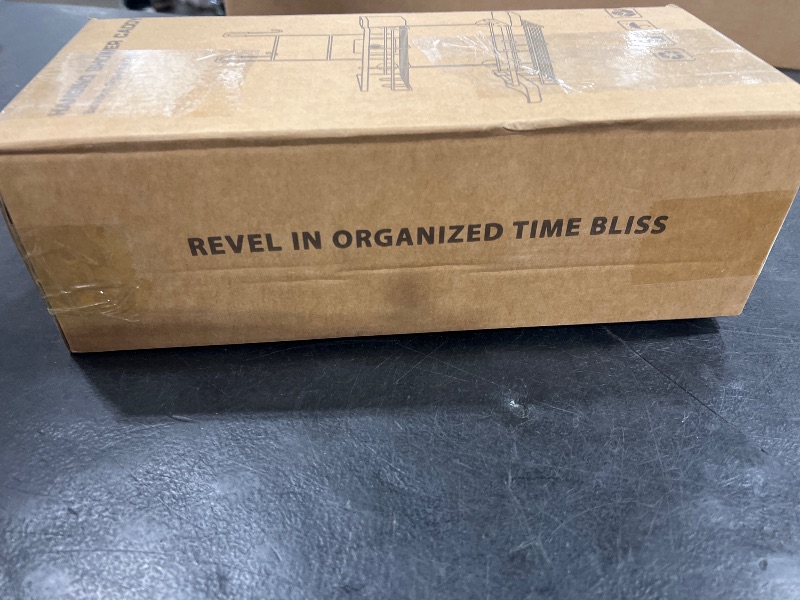 HANGING SHOWER CADDY
REVEL IN ORGANIZED TIME BLISS